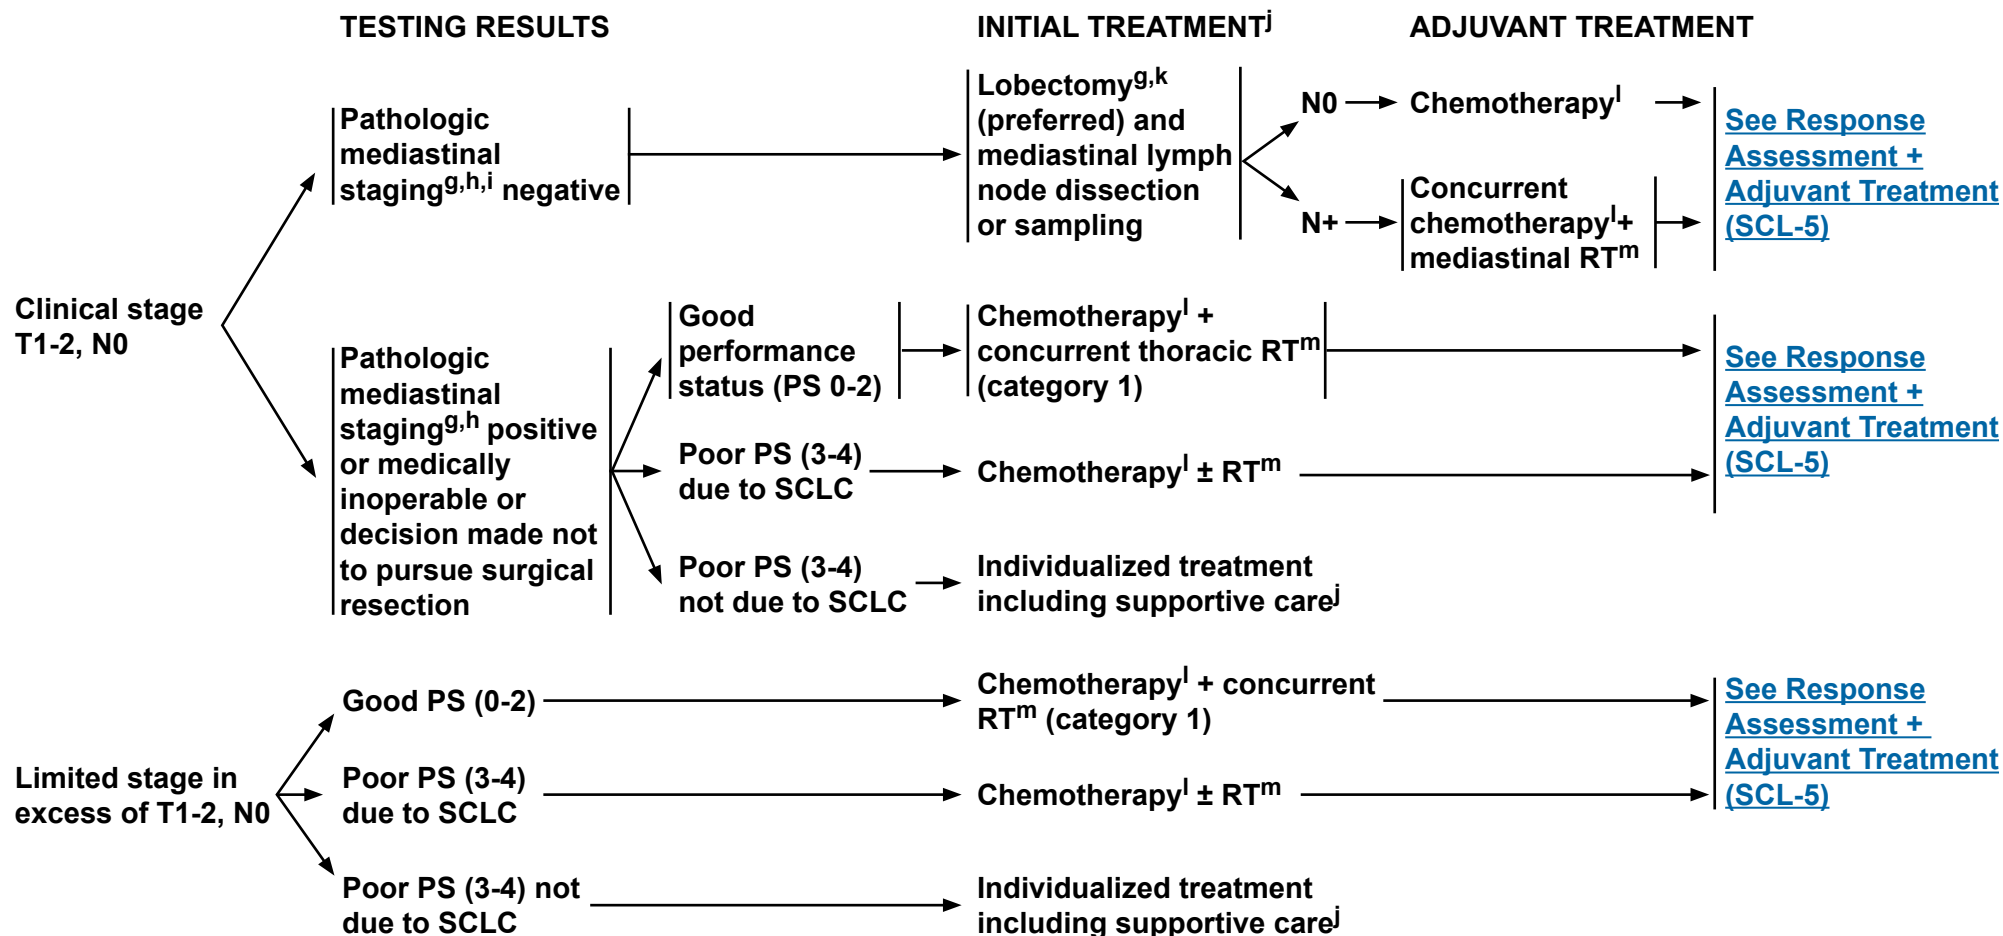 TESTING RESULTS
INITIAL TREATMENTj
ADJUVANT TREATMENT
Clinical stage
T1-2, N0
Pathologic
mediastinal
stagingg,h,i negative
Lobectomyg,k
(preferred) and
mediastinal lymph
node dissection
or sampling
N0
Chemotherapyl
N+
Concurrent
chemotherapyl+
mediastinal RTm
See Response
Assessment +
Adjuvant Treatment
(SCL-5)
Pathologic
mediastinal
stagingg,h positive
or medically
inoperable or
decision made not
to pursue surgical
resection
Good
performance
status (PS 0-2)
Chemotherapyl +
concurrent thoracic RTm
(category 1)
Poor PS (3-4)
due to SCLC
Chemotherapyl ± RTm
See Response
Assessment +
Adjuvant Treatment
(SCL-5)
Poor PS (3-4)
not due to SCLC
Individualized treatment
including supportive carej
Limited stage in
excess of T1-2, N0
Good PS (0-2)
Chemotherapyl + concurrent
RTm (category 1)
Poor PS (3-4)
due to SCLC
Chemotherapyl ± RTm
See Response
Assessment +
Adjuvant Treatment
(SCL-5)
Poor PS (3-4) not
due to SCLC
Individualized treatment
including supportive carej